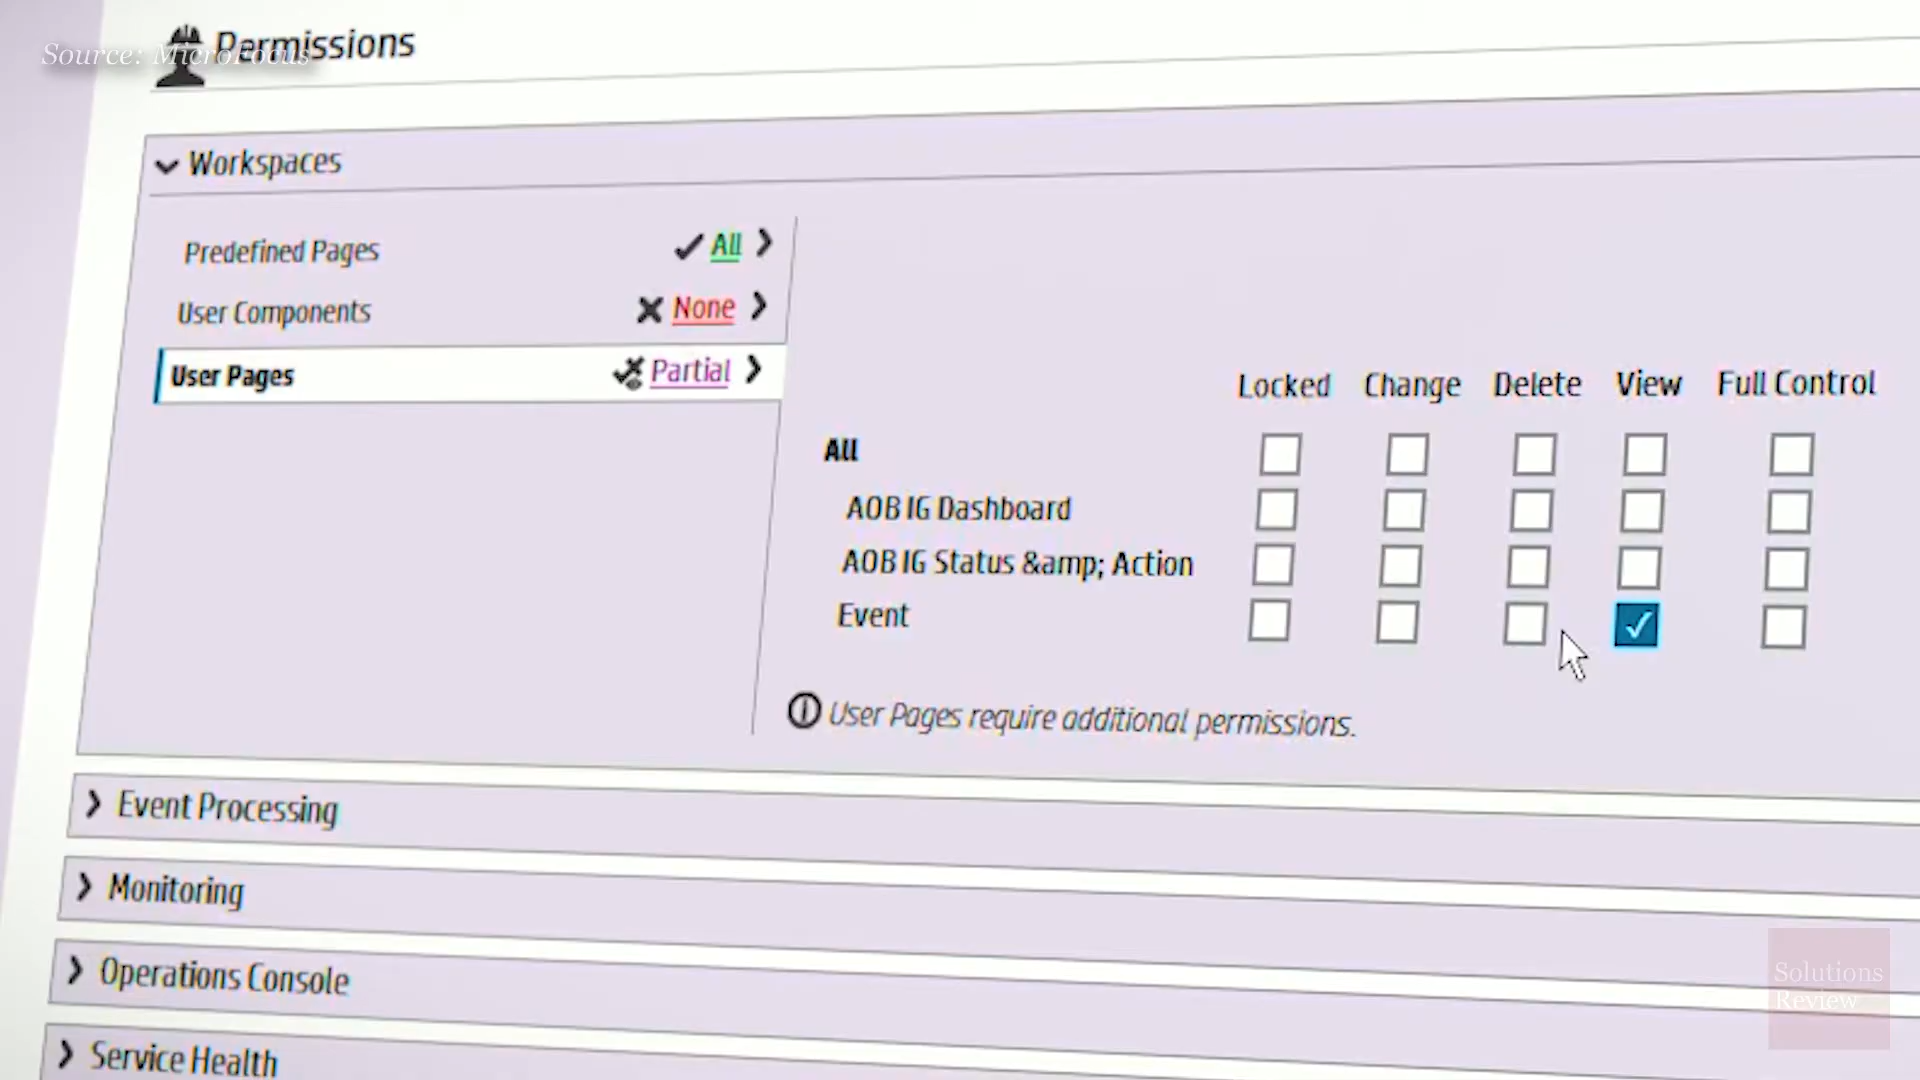 Permissions
Source: MicroFocus
Workspaces
Predefined Pages All
User Components None
User Pages Partial
Locked Change Delete View Full Control
All
AOB IG Dashboard
AOB IG Status &amp; Action
Event
User Pages require additional permissions.
Event Processing
Monitoring
Operations Console
Service Health
Solutions
Review